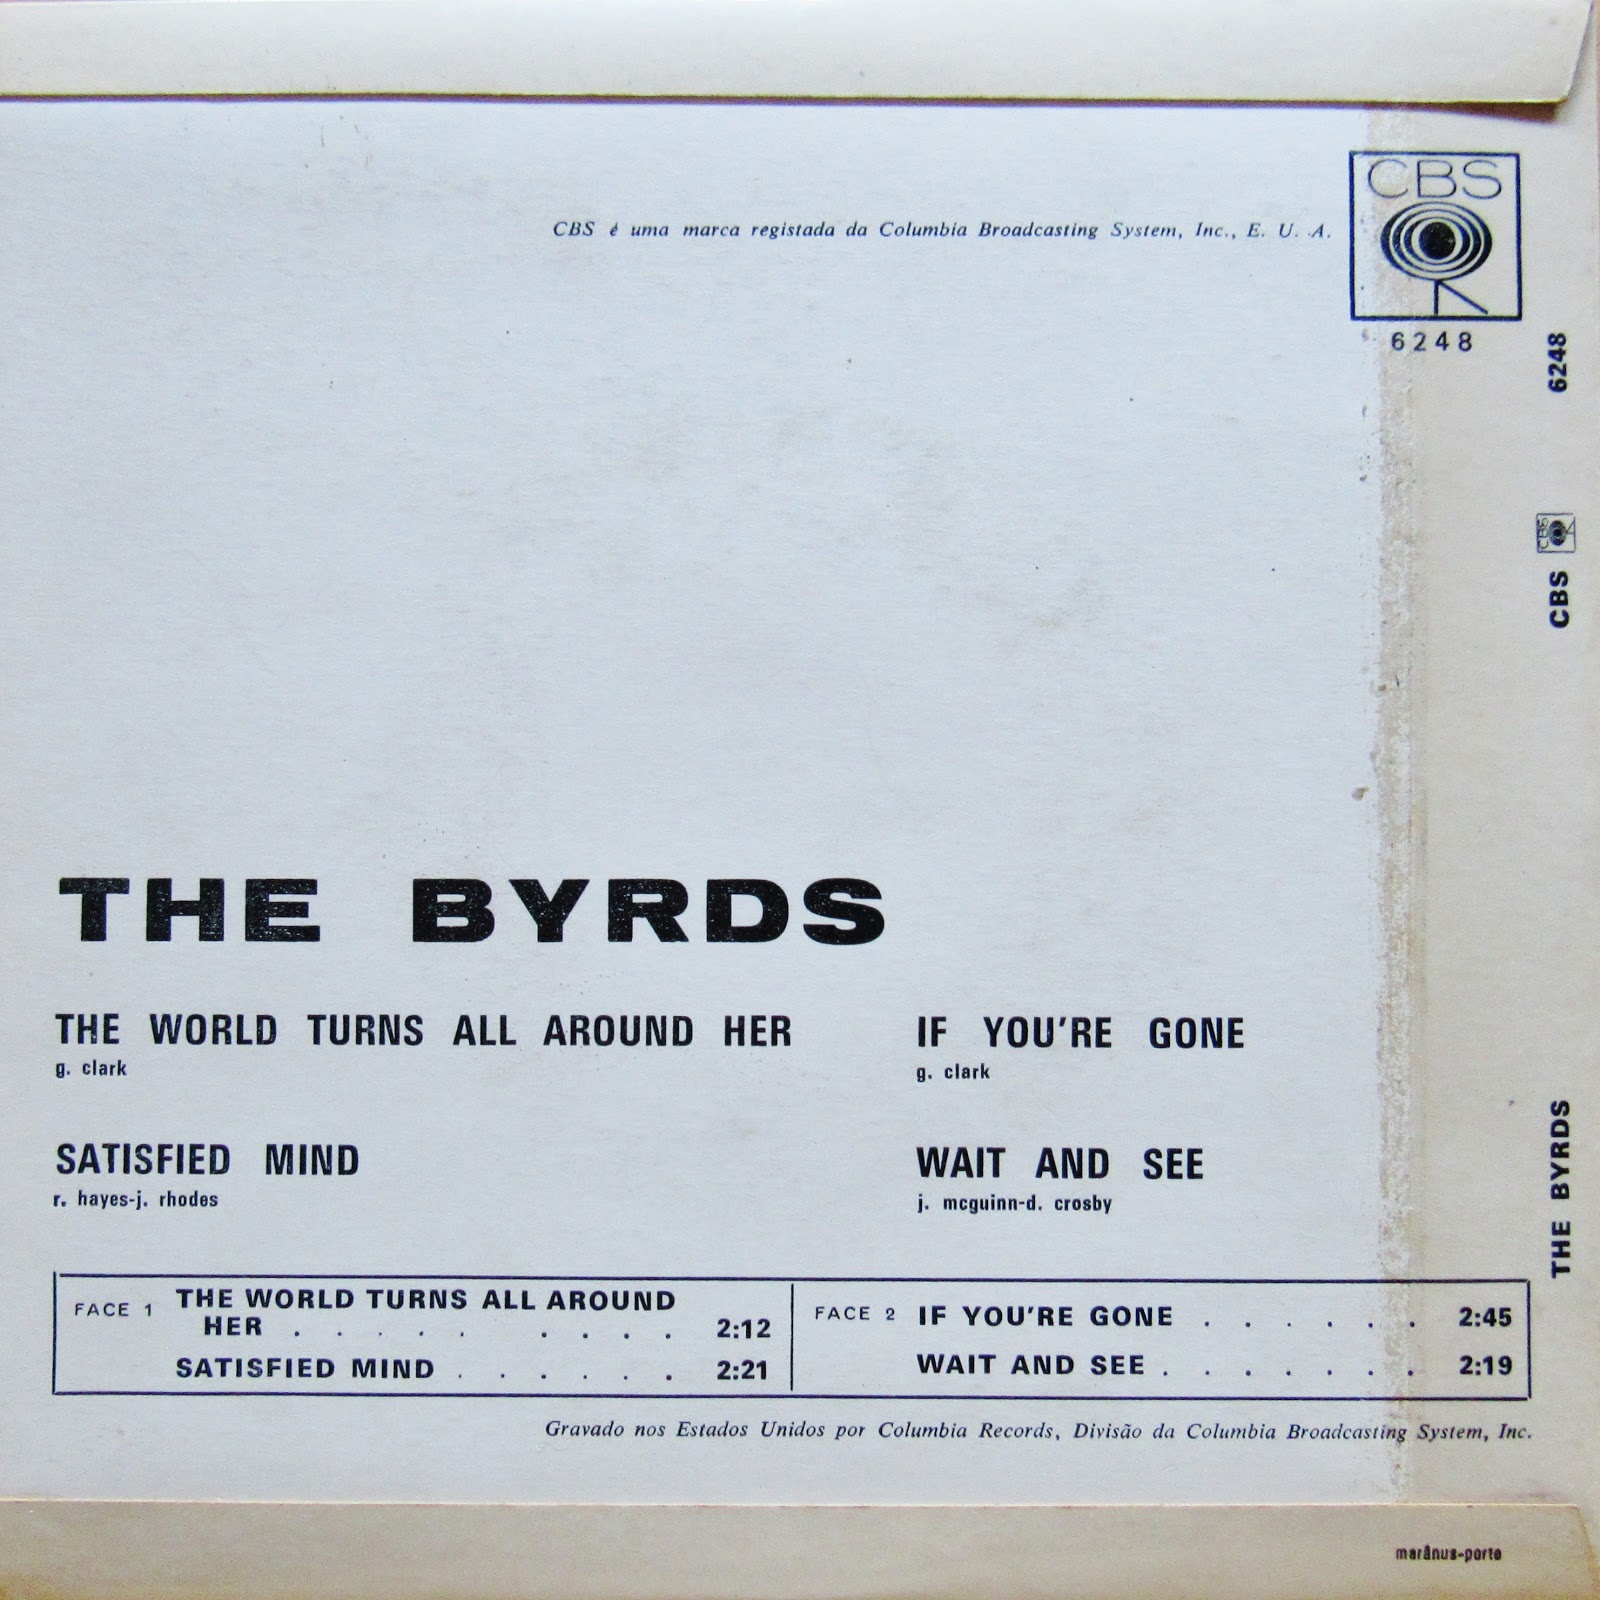 CBS é uma marca registada da Columbia Broadcasting System, Inc., E. U. A.
CBS
6248
6248
CBS
CBS
THE BYRDS
THE BYRDS
THE WORLD TURNS ALL AROUND HER
g. clark
SATISFIED MIND
r. hayes-j. rhodes
IF YOU'RE GONE
g. clark
WAIT AND SEE
j. mcguinn-d. crosby
FACE 1 THE WORLD TURNS ALL AROUND
HER . . . . . . . . . 2:12
SATISFIED MIND . . . . . . 2:21
FACE 2 IF YOU'RE GONE . . . . . . 2:45
WAIT AND SEE . . . . . . . 2:19
Gravado nos Estados Unidos por Columbia Records, Divisão da Columbia Broadcasting System, Inc.
marânus-porto